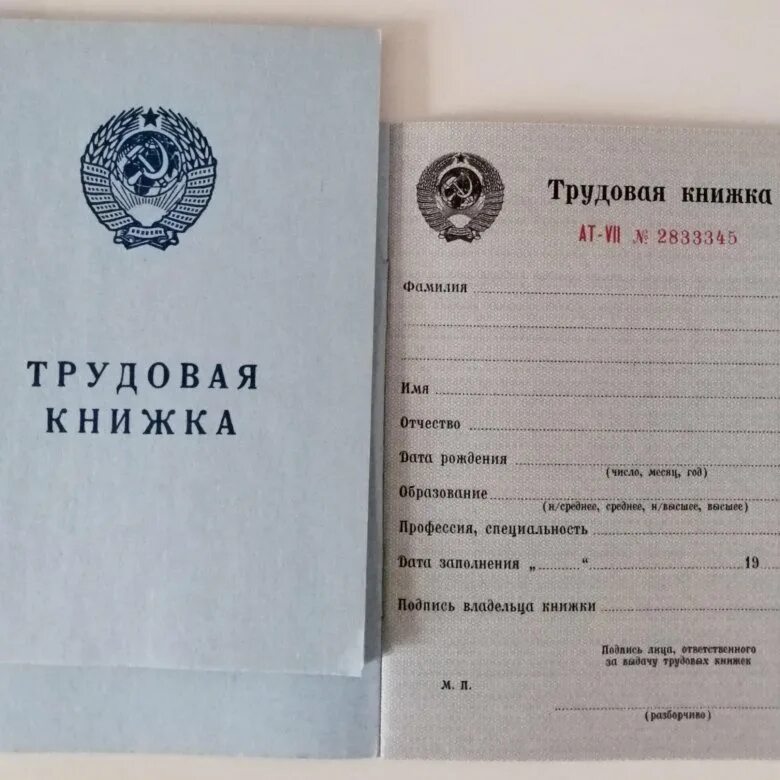 ТРУДОВАЯ
КНИЖКА
Трудовая книжка
АТ-VII № 2833345
Фамилия
Имя
Отчество
Дата рождения
(число, месяц, год)
Образование
(н/среднее, среднее, н/высшее, высшее)
Профессия, специальность
Дата заполнения „ “ 19
Подпись владельца книжки
Подпись лица, ответственного
за выдачу трудовых книжек
М. П.
(разборчиво)